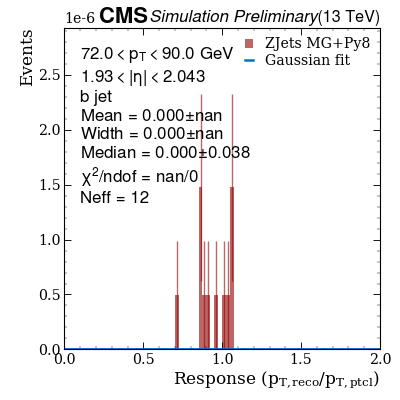 1e-6 CMS Simulation Preliminary (13 TeV)
Events
72.0 < pT < 90.0 GeV
1.93 < |η| < 2.043
b jet
Mean = 0.000±nan
Width = 0.000±nan
Median = 0.000±0.038
χ²/ndof = nan/0
Neff = 12
ZJets MG+Py8
Gaussian fit
2.5
2.0
1.5
1.0
0.5
0.0
0.0 0.5 1.0 1.5 2.0
Response (pT, reco/pT, ptcl)